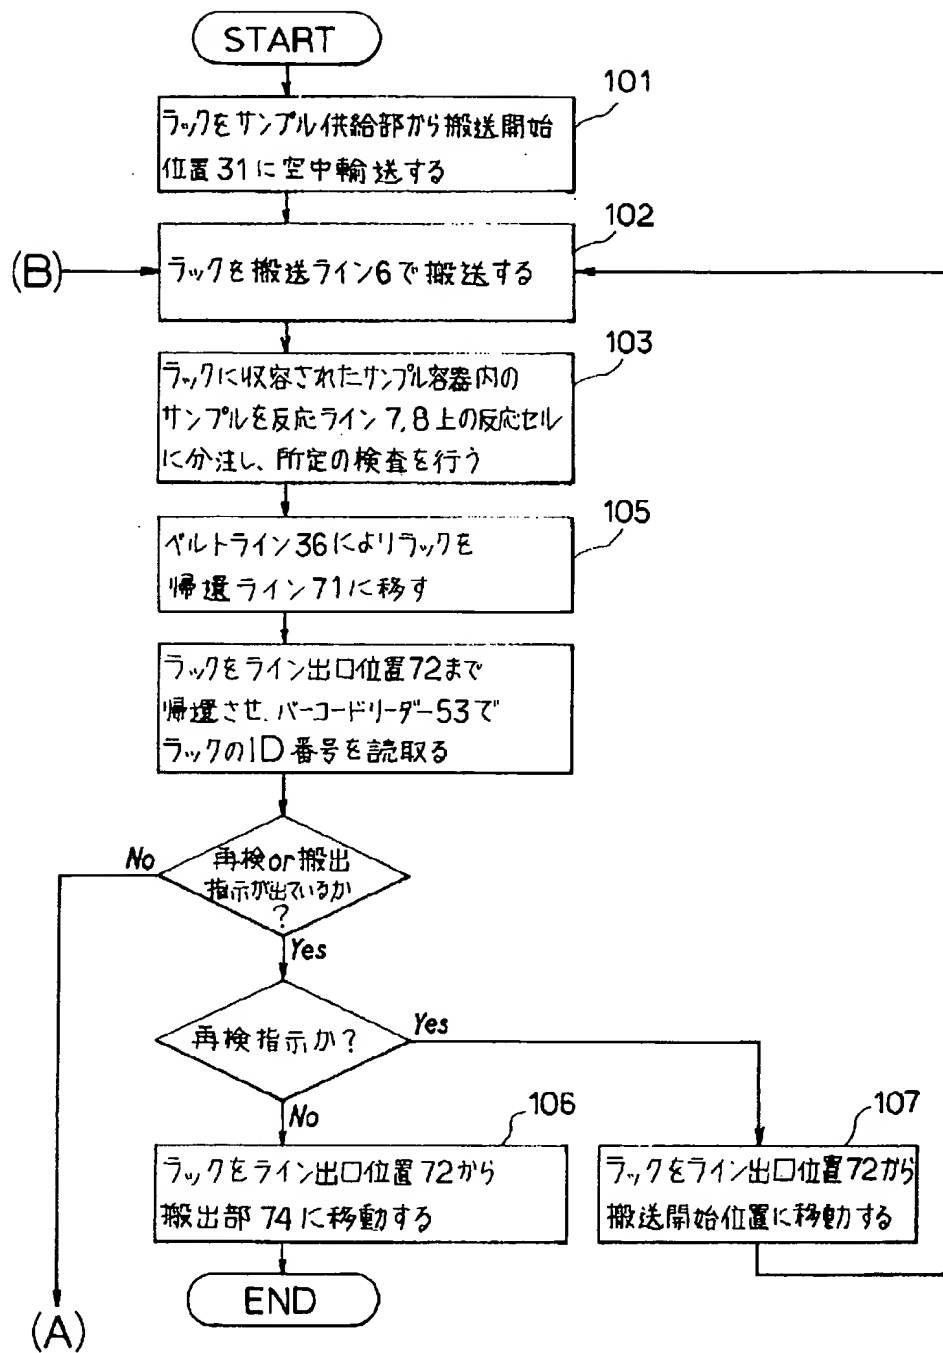 START
101
ラックをサンプル供給部から搬送開始
位置31に空中輸送する
102
(B)
ラックを搬送ライン6で搬送する
103
ラックに収容されたサンプル容器内の
サンプルを反応ライン7,8上の反応セル
に分注し、所定の検査を行う
105
ベルトライン36によりラックを
帰還ライン71に移す
ラックをライン出口位置72まで
帰還させ、バーコードリーダー53で
ラックのID番号を読取る
No
再検or搬出
指示が出ているか
?
Yes
再検指示か?
Yes
No
106
107
ラックをライン出口位置72から
搬出部74に移動する
ラックをライン出口位置72から
搬送開始位置に移動する
END
(A)